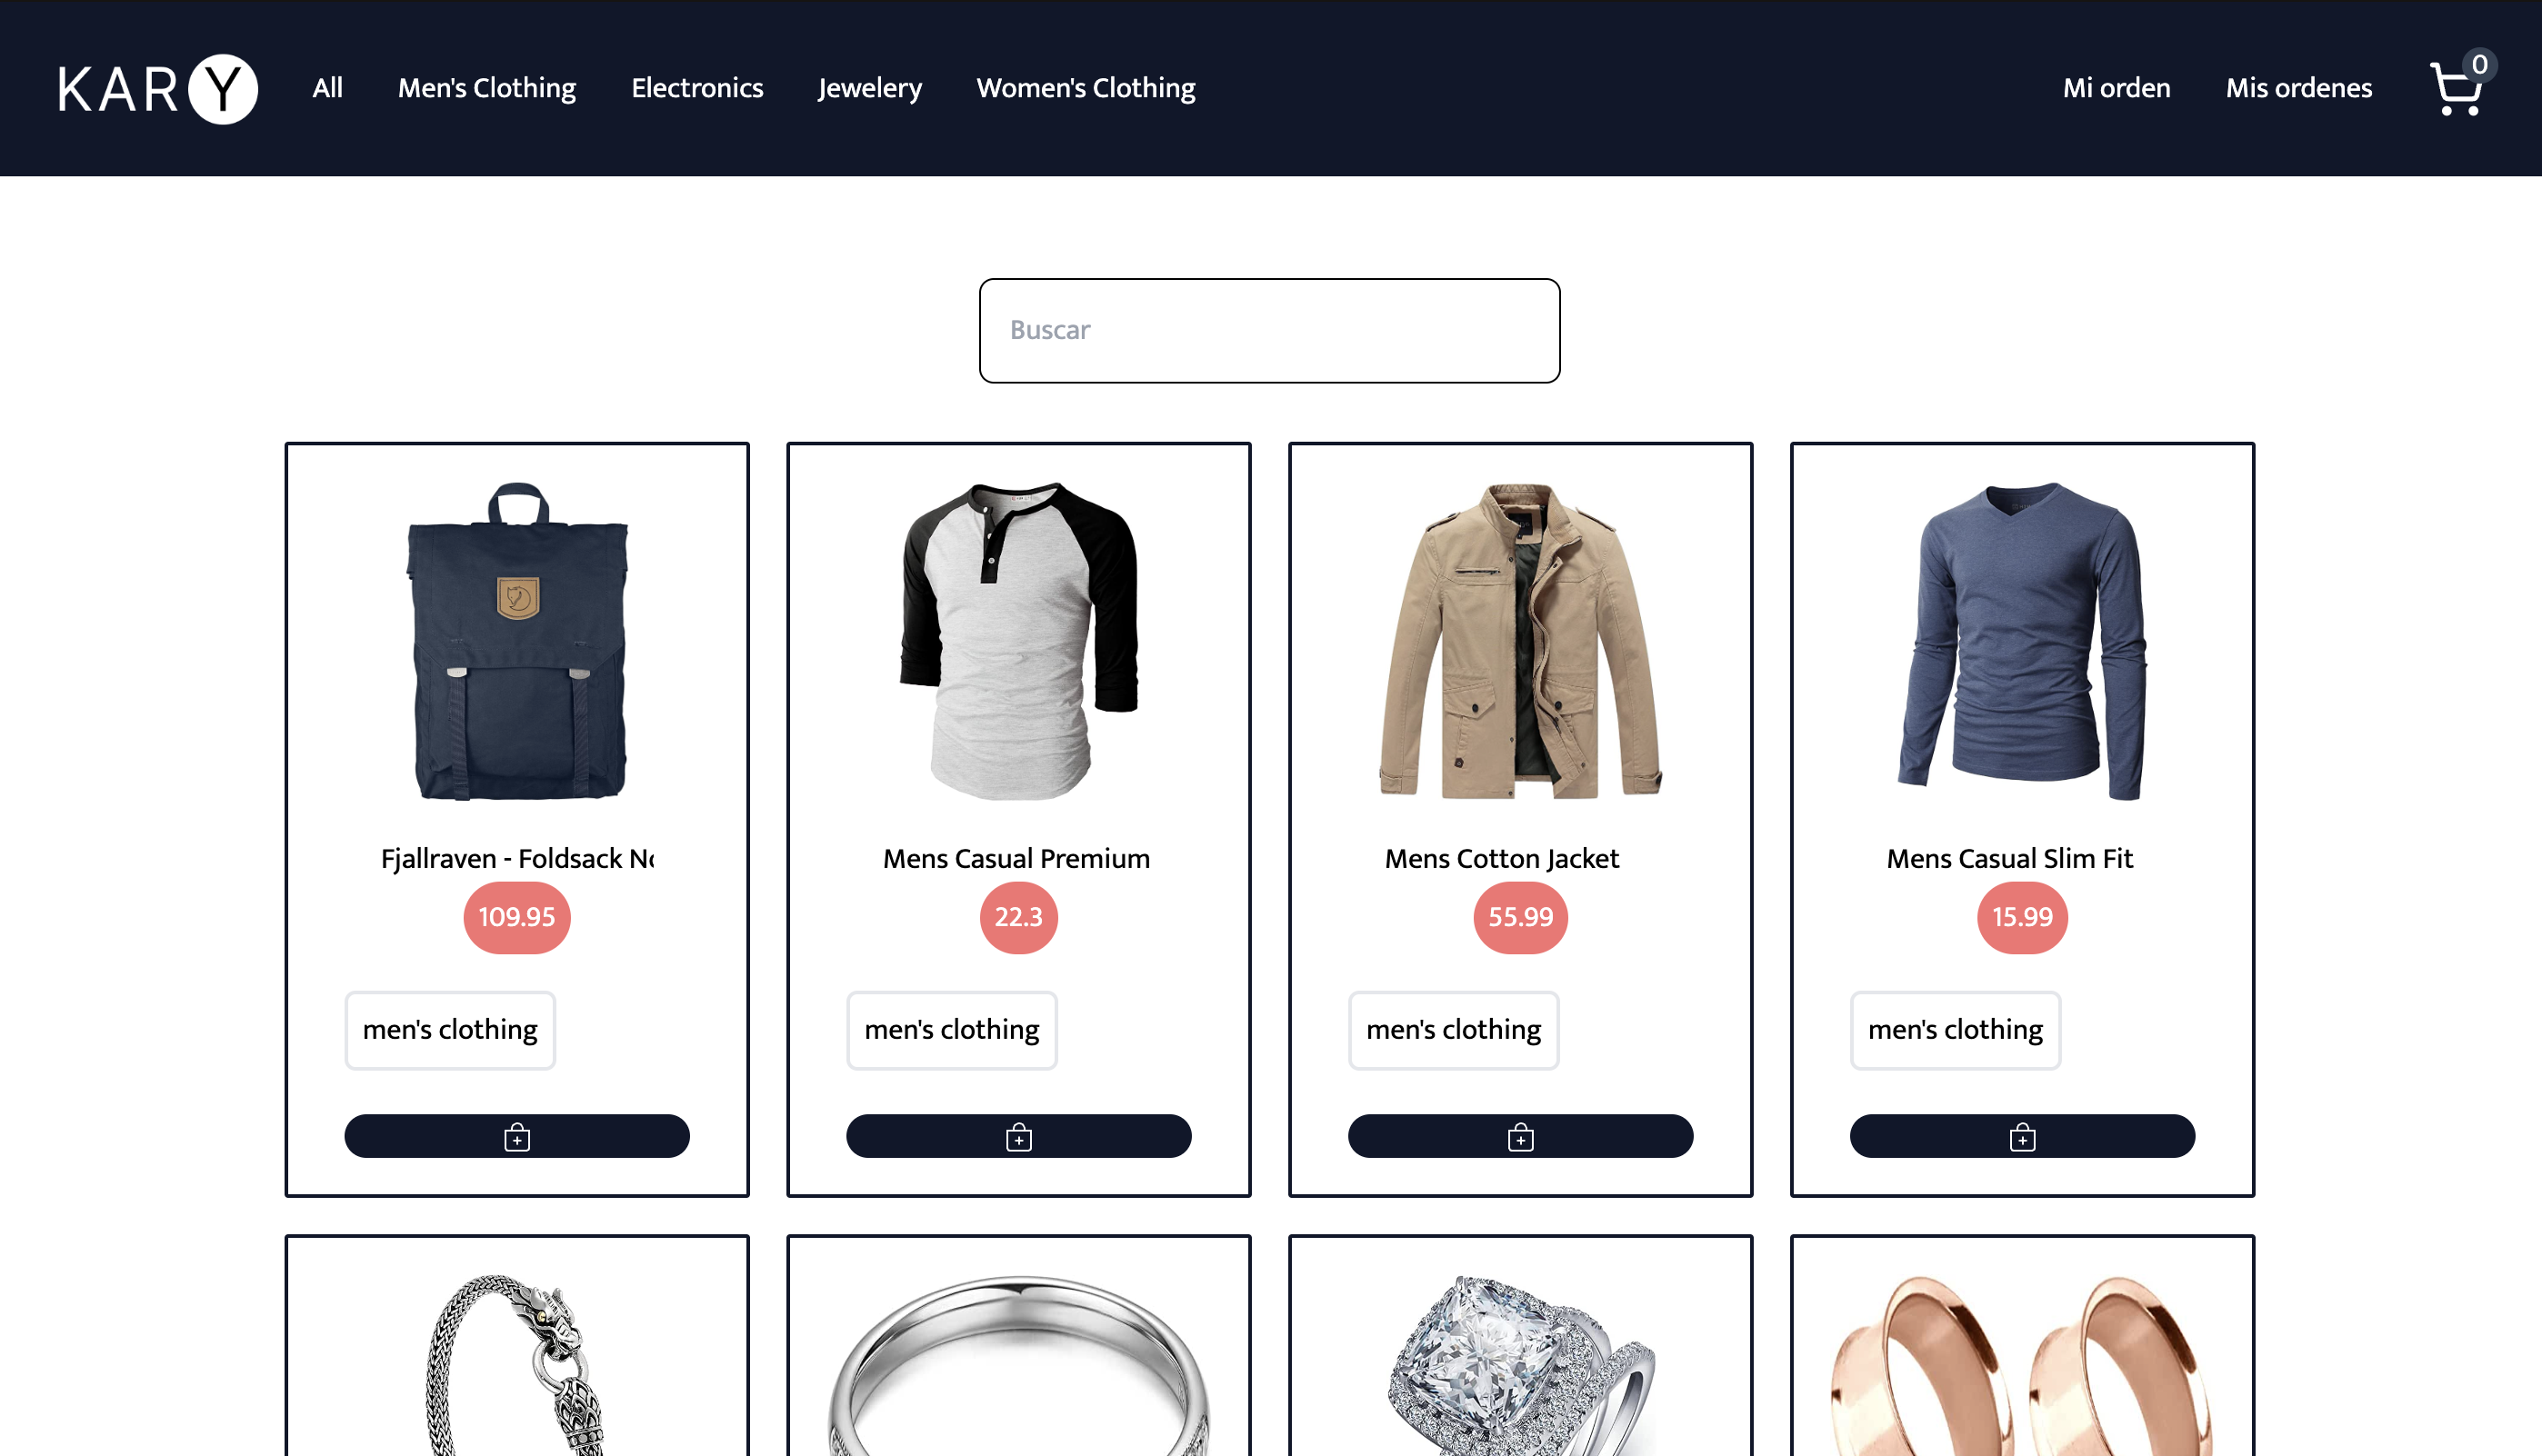 KARY All Men's Clothing Electronics Jewelery Women's Clothing Mi orden Mis ordenes 0
Buscar
Fjallraven - Foldsack No Mens Casual Premium Mens Cotton Jacket Mens Casual Slim Fit
109.95 22.3 55.99 15.99
men's clothing men's clothing men's clothing men's clothing